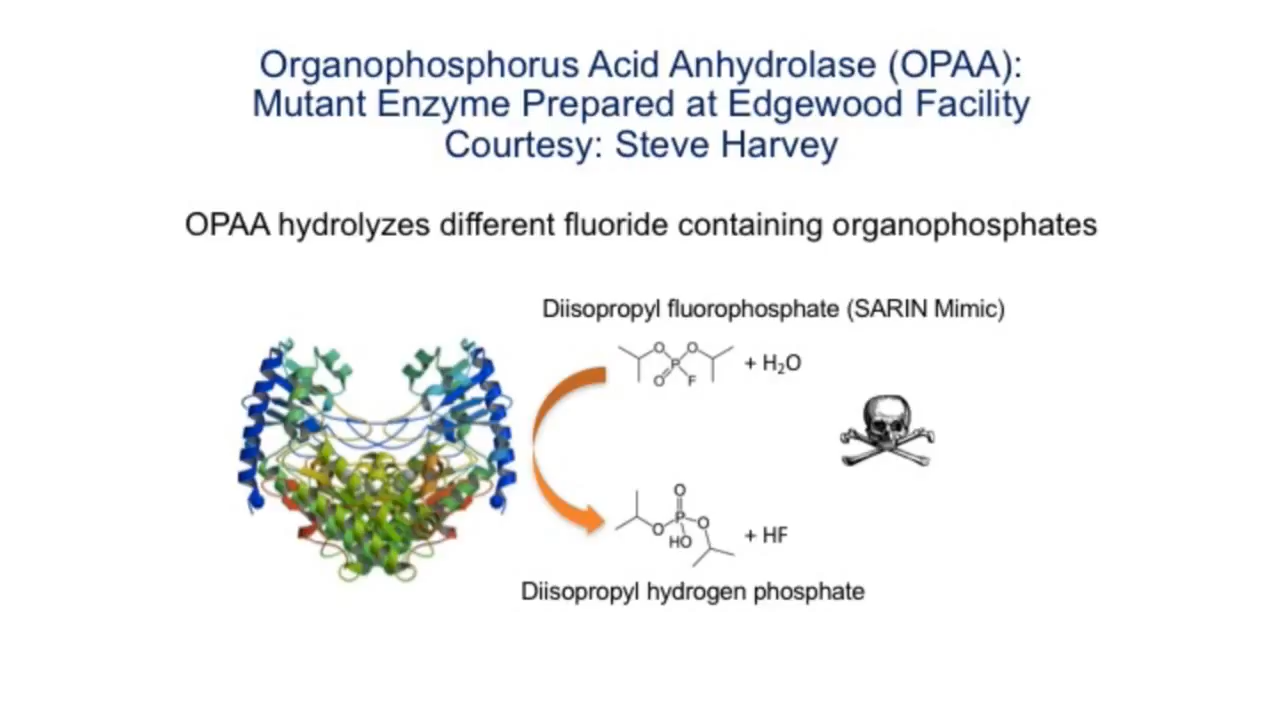 Organophosphorus Acid Anhydrolase (OPAA):
Mutant Enzyme Prepared at Edgewood Facility
Courtesy: Steve Harvey
OPAA hydrolyzes different fluoride containing organophosphates
Diisopropyl fluorophosphate (SARIN Mimic)
O O
P + H₂O
O F
O
P O
O + HF
HO
Diisopropyl hydrogen phosphate